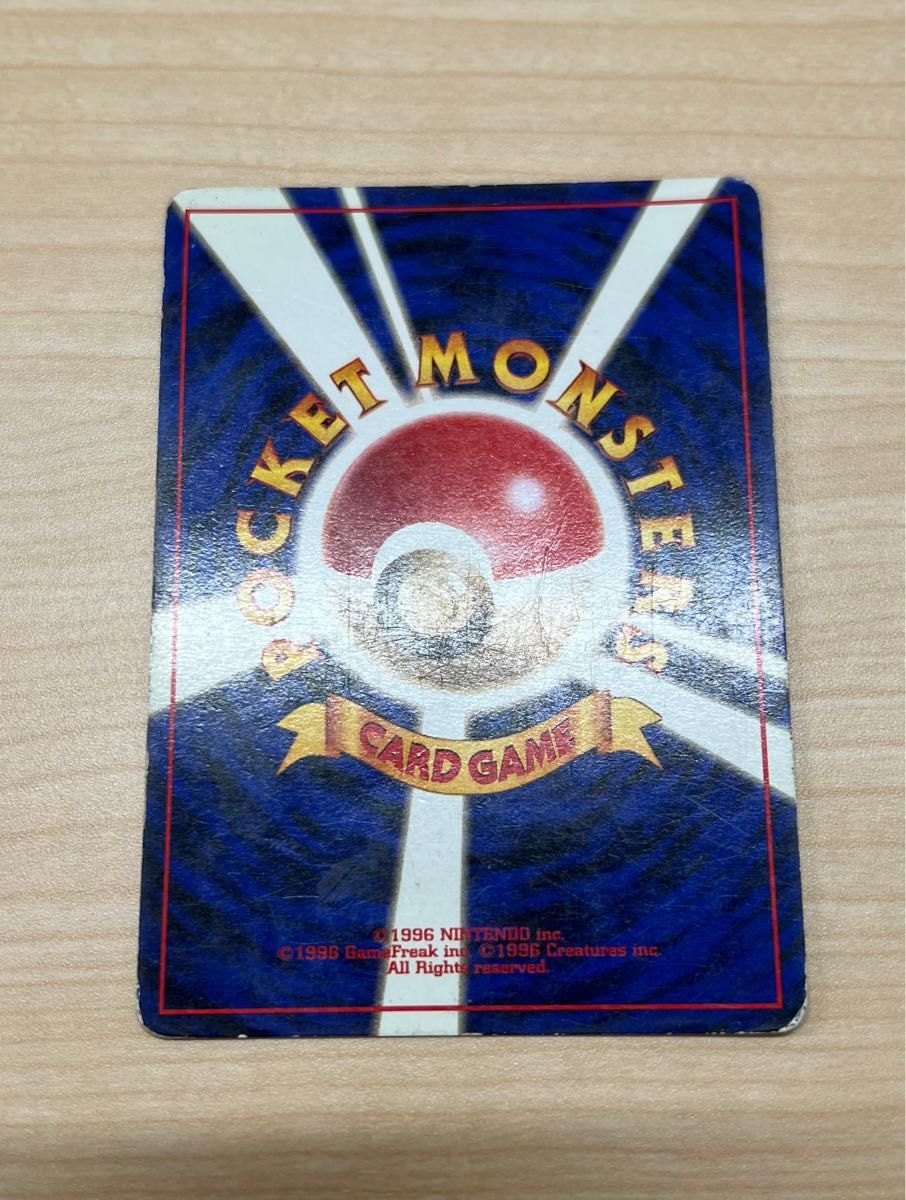 POCKET MONSTERS
CARD GAME
©1996 NINTENDO inc.
©1996 GameFreak inc. ©1996 Creatures inc.
All Rights reserved.